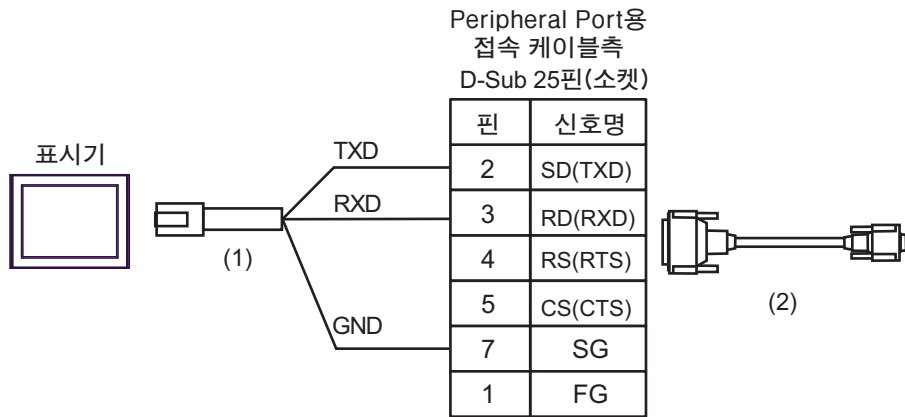 Peripheral Port용
접속 케이블측
D-Sub 25핀(소켓)
핀 신호명
표시기
TXD
2 SD(TXD)
RXD
3 RD(RXD)
(1)
4 RS(RTS)
5 CS(CTS)
(2)
GND
7 SG
1 FG